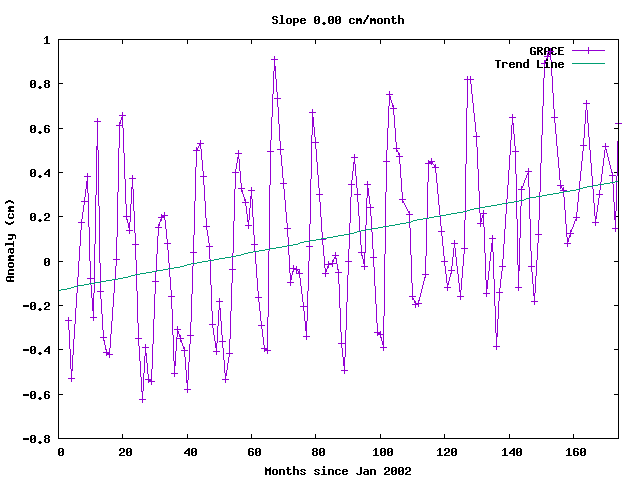 Slope 0.00 cm/month
GRACE
Trend Line
1
0.8
0.6
0.4
0.2
0
-0.2
-0.4
-0.6
-0.8
Anomaly (cm)
0 20 40 60 80 100 120 140 160
Months since Jan 2002